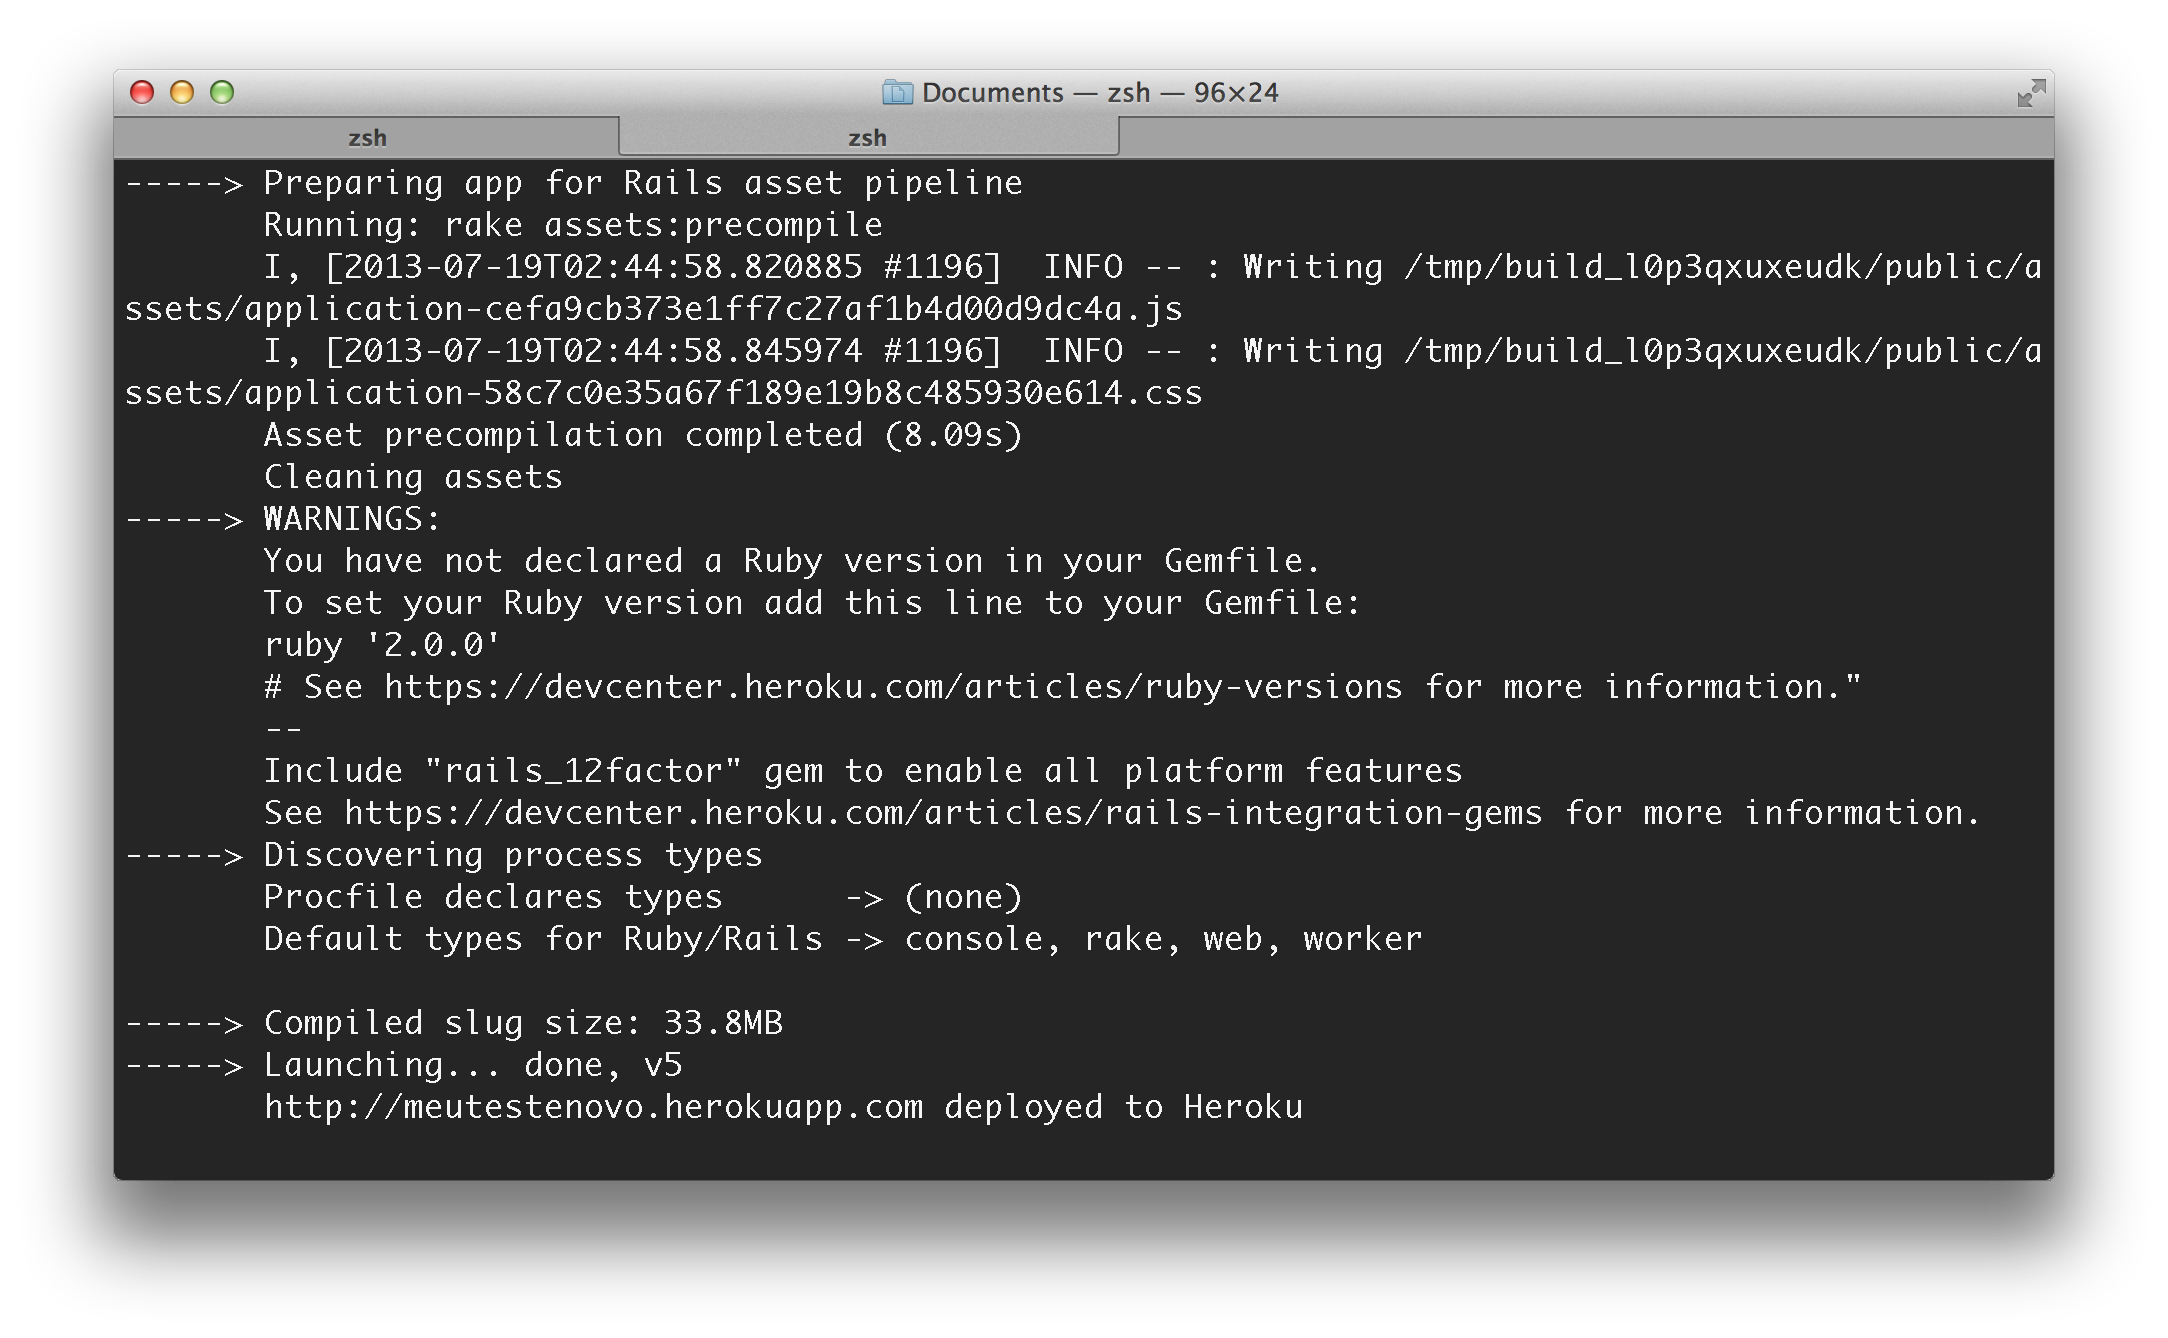 Documents — zsh — 96×24
zsh zsh
-----> Preparing app for Rails asset pipeline
       Running: rake assets:precompile
       I, [2013-07-19T02:44:58.820885 #1196]  INFO -- : Writing /tmp/build_l0p3qxuxeudk/public/a
ssets/application-cefa9cb373e1ff7c27af1b4d00d9dc4a.js
       I, [2013-07-19T02:44:58.845974 #1196]  INFO -- : Writing /tmp/build_l0p3qxuxeudk/public/a
ssets/application-58c7c0e35a67f189e19b8c485930e614.css
       Asset precompilation completed (8.09s)
       Cleaning assets
-----> WARNINGS:
       You have not declared a Ruby version in your Gemfile.
       To set your Ruby version add this line to your Gemfile:
       ruby '2.0.0'
       # See https://devcenter.heroku.com/articles/ruby-versions for more information."
       --
       Include "rails_12factor" gem to enable all platform features
       See https://devcenter.heroku.com/articles/rails-integration-gems for more information.
-----> Discovering process types
       Procfile declares types      -> (none)
       Default types for Ruby/Rails -> console, rake, web, worker

-----> Compiled slug size: 33.8MB
-----> Launching... done, v5
       http://meutestenovo.herokuapp.com deployed to Heroku